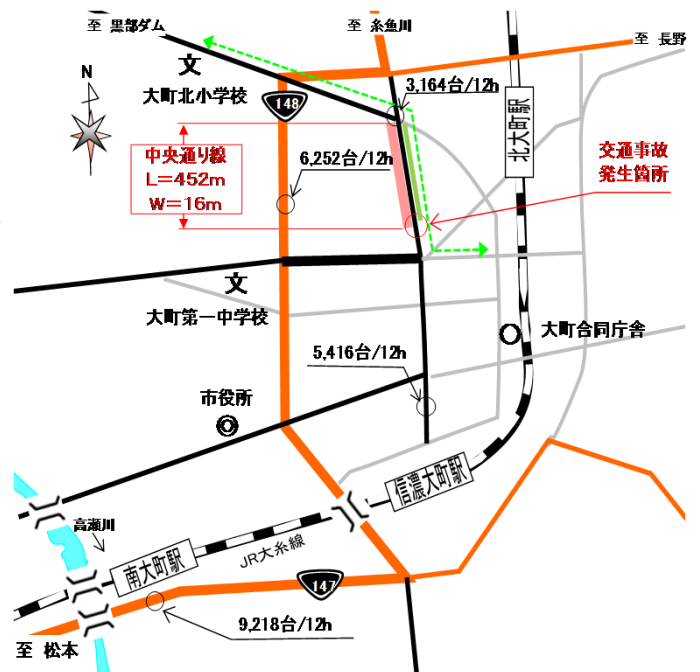 至 黒部ダム
至 糸魚川
至 長野
N
文
大町北小学校
148
3,164台/12h
北大町駅
中央通り線
L=452m
W=16m
6,252台/12h
交通事故
発生箇所
文
大町第一中学校
大町合同庁舎
5,416台/12h
市役所
信濃大町駅
高瀬川
南大町駅
JR大糸線
147
9,218台/12h
至 松本